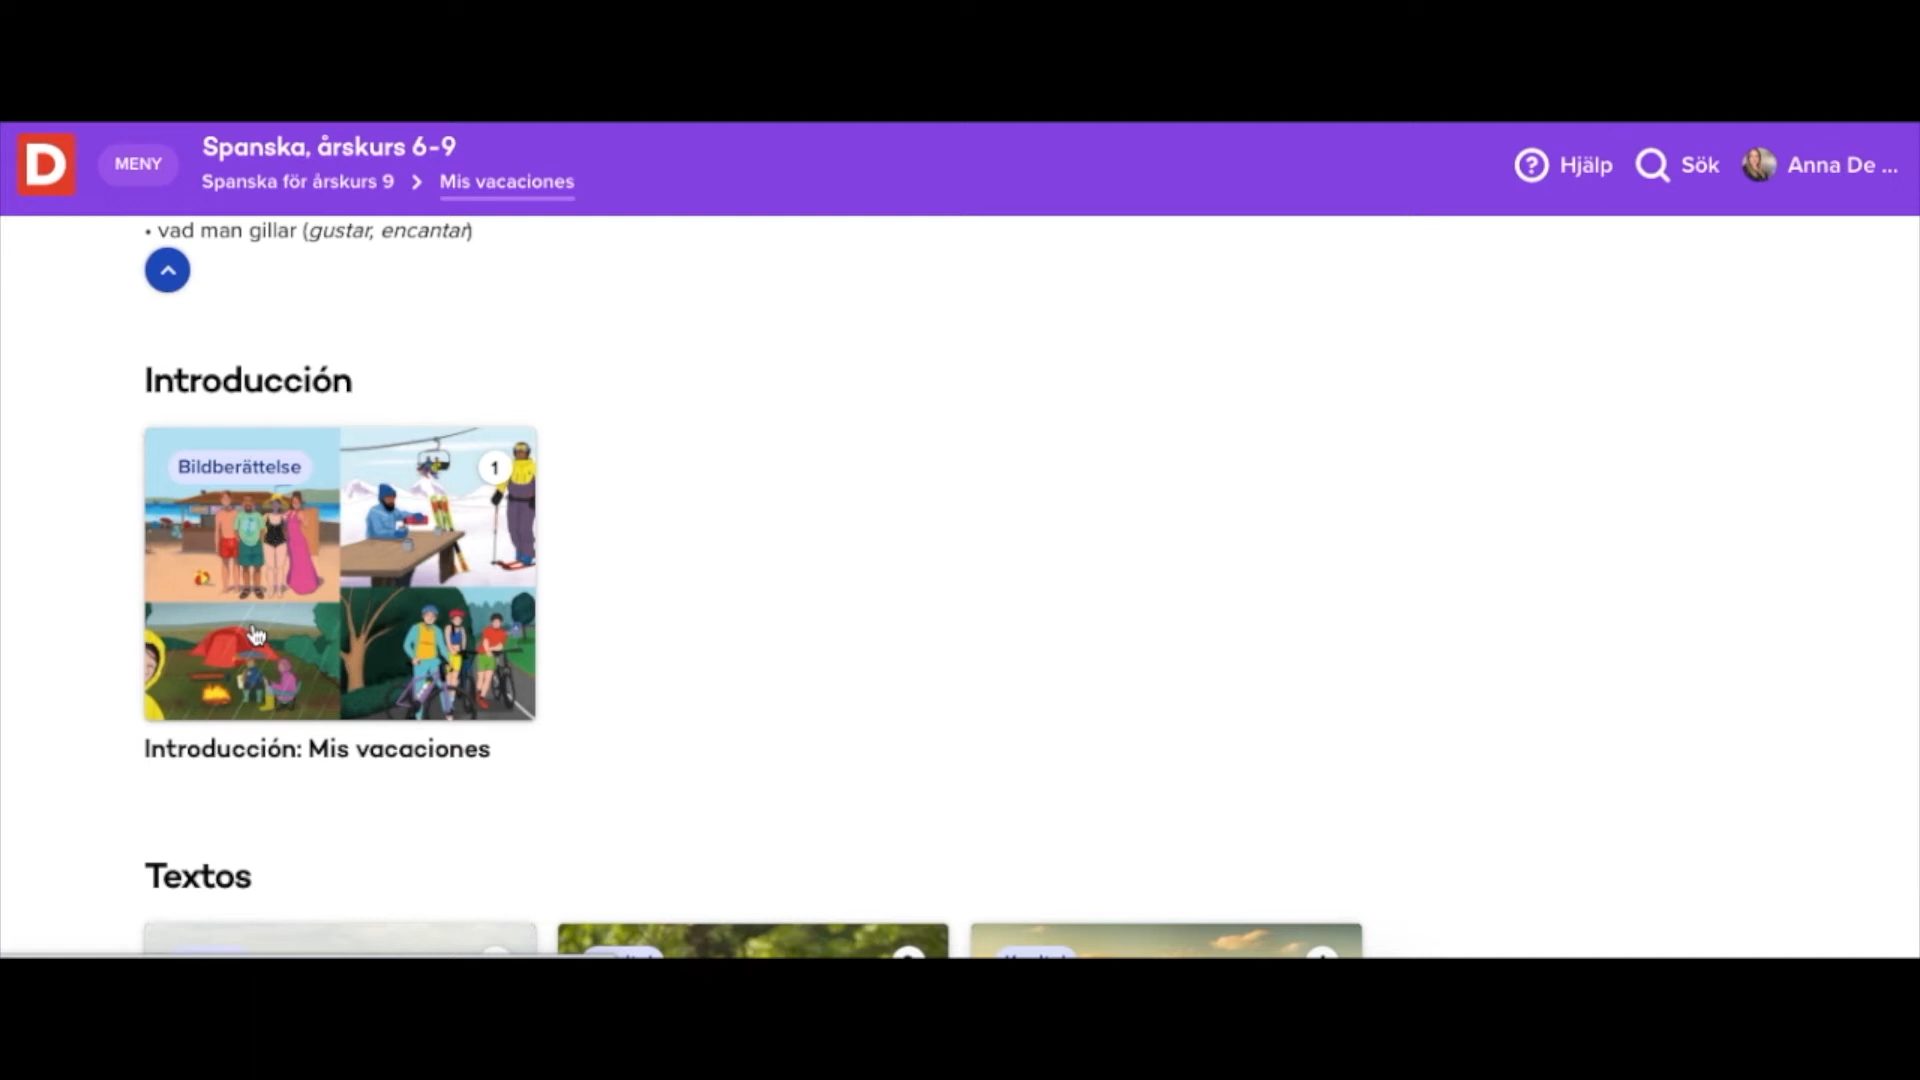 D
MENY
Spanska, årskurs 6-9
Spanska för årskurs 9 > Mis vacaciones
? Hjälp
Sök
Anna De ...
• vad man gillar (gustar, encantar)
Introducción
Bildberättelse
1
Introducción: Mis vacaciones
Textos